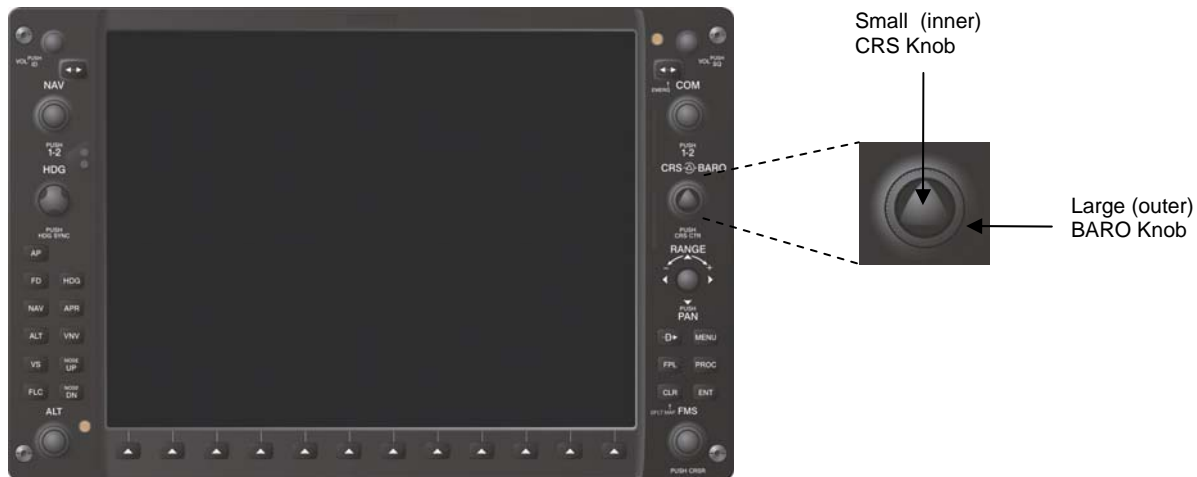 VOL PUSH ID
NAV
PUSH
1-2
HDG
PUSH
HDG SYNC
AP
FD HDG
NAV APR
ALT VNV
VS NOSE UP
FLC NOSE DN
ALT
VOL PUSH SQ
EMERG
COM
PUSH
1-2
CRS BARO
PUSH
CRS CTR
RANGE
- +
PUSH
PAN
D MENU
FPL PROC
CLR ENT
DFLT MAP FMS
PUSH CRSR
Small (inner)
CRS Knob
Large (outer)
BARO Knob